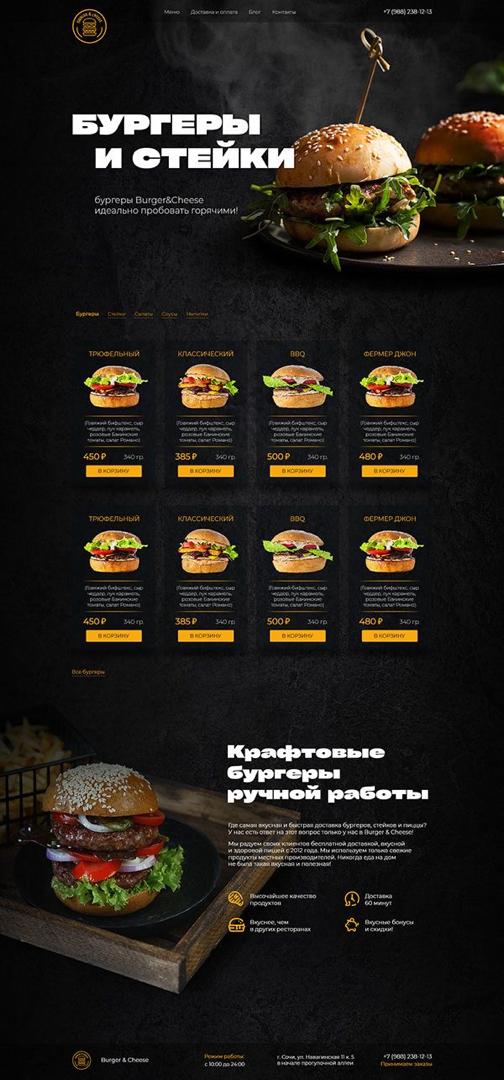 BURGER & CHEESE
Меню Доставка и оплата Блог Контакты +7 (988) 238-12-13
БУРГЕРЫ
И СТЕЙКИ
бургеры Burger&Cheese
идеально пробовать горячими!
Бургеры Стейки Салаты Соусы Напитки
ТРЮФЕЛЬНЫЙ КЛАССИЧЕСКИЙ BBQ ФЕРМЕР ДЖОН
(Говяжий бифштекс, сыр
чеддер, лук карамель,
розовые Бакинские
томаты, салат Романо)
(Говяжий бифштекс, сыр
чеддер, лук карамель,
розовые Бакинские
томаты, салат Романо)
(Говяжий бифштекс, сыр
чеддер, лук карамель,
розовые Бакинские
томаты, салат Романо)
(Говяжий бифштекс, сыр
чеддер, лук карамель,
розовые Бакинские
томаты, салат Романо)
450 ₽ 340 гр. 385 ₽ 340 гр. 500 ₽ 340 гр. 480 ₽ 340 гр.
В КОРЗИНУ В КОРЗИНУ В КОРЗИНУ В КОРЗИНУ
ТРЮФЕЛЬНЫЙ КЛАССИЧЕСКИЙ BBQ ФЕРМЕР ДЖОН
(Говяжий бифштекс, сыр
чеддер, лук карамель,
розовые Бакинские
томаты, салат Романо)
(Говяжий бифштекс, сыр
чеддер, лук карамель,
розовые Бакинские
томаты, салат Романо)
(Говяжий бифштекс, сыр
чеддер, лук карамель,
розовые Бакинские
томаты, салат Романо)
(Говяжий бифштекс, сыр
чеддер, лук карамель,
розовые Бакинские
томаты, салат Романо)
450 ₽ 340 гр. 385 ₽ 340 гр. 500 ₽ 340 гр. 480 ₽ 340 гр.
В КОРЗИНУ В КОРЗИНУ В КОРЗИНУ В КОРЗИНУ
Все бургеры
Крафтовые
бургеры
ручной работы
Где самая вкусная и быстрая доставка бургеров, стейков и пиццы?
У нас есть ответ на этот вопрос только у нас в Burger & Cheese!
Мы радуем своих клиентов бесплатной доставкой, вкусной
и здоровой пищей с 2012 года. Мы используем только свежие
продукты местных производителей. Никогда еда на дом
не была такая вкусная и полезная!
Высочайшее качество
продуктов
Доставка
60 минут
Вкуснее, чем
в других ресторанах
Вкусные бонусы
и скидки!
Burger & Cheese
Режим работы:
с 10:00 до 24:00
г. Сочи, ул. Навагинская 11 к. 5
в начале прогулочной аллеи
+7 (988) 238-12-13
Принимаем заказы